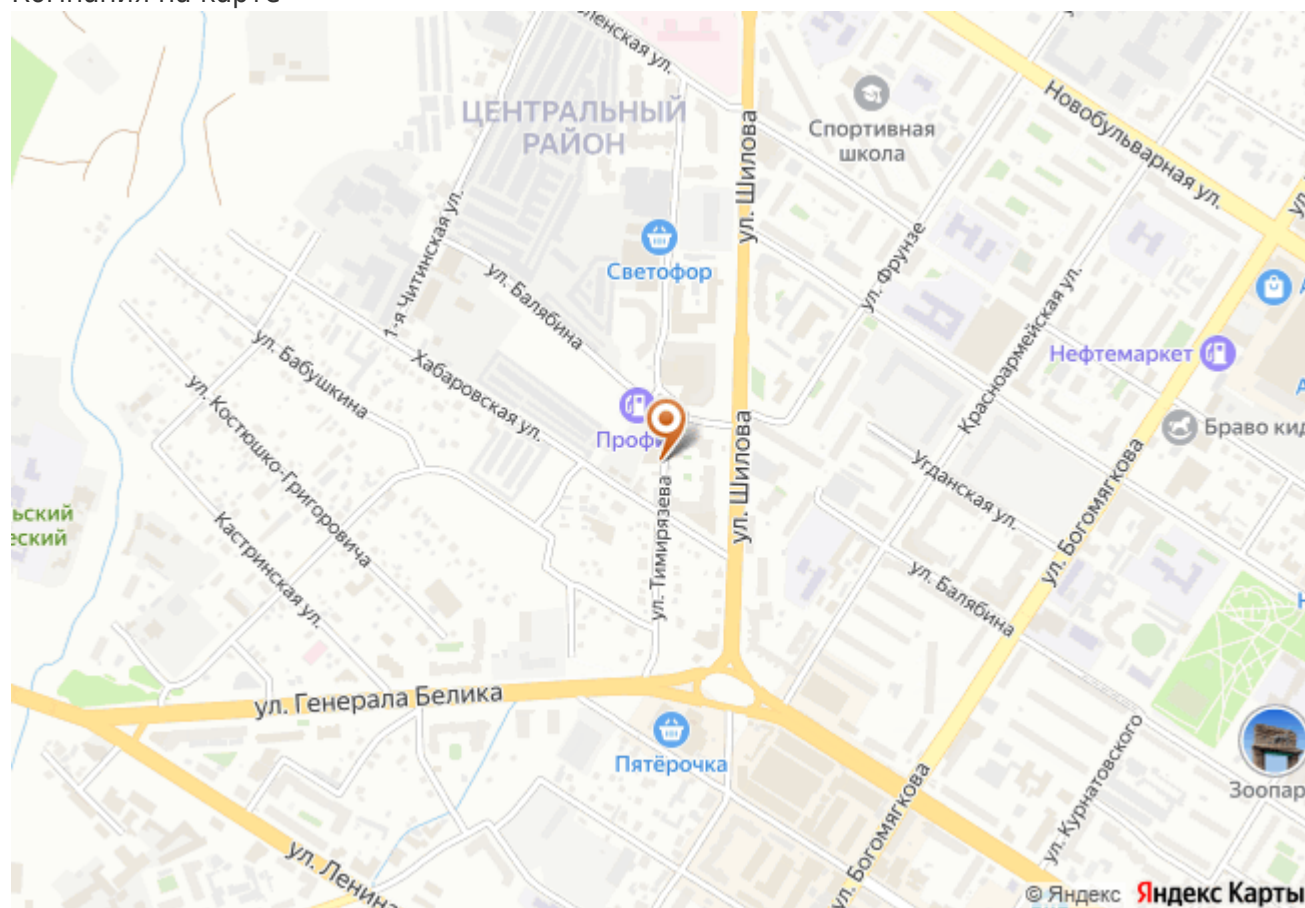 Новобульварная ул.
ЦЕНТРАЛЬНЫЙ
РАЙОН
Спортивная
школа
ул. Шилова
1-я Читинская ул.
Светофор
ул. Балябина
ул. Фрунзе
Красноармейская ул.
Нефтемаркет
ул. Бабушкина
Хабаровская ул.
ул. Костюшко-Григоровича
ул. Шилова
Угданская ул.
ул. Богомягкова
Кастринская ул.
ул. Тимирязева
ул. Балябина
ул. Генерала Белика
Пятёрочка
ул. Курнатовского
ул. Богомягкова
ул. Ленина
© Яндекс Яндекс Карты